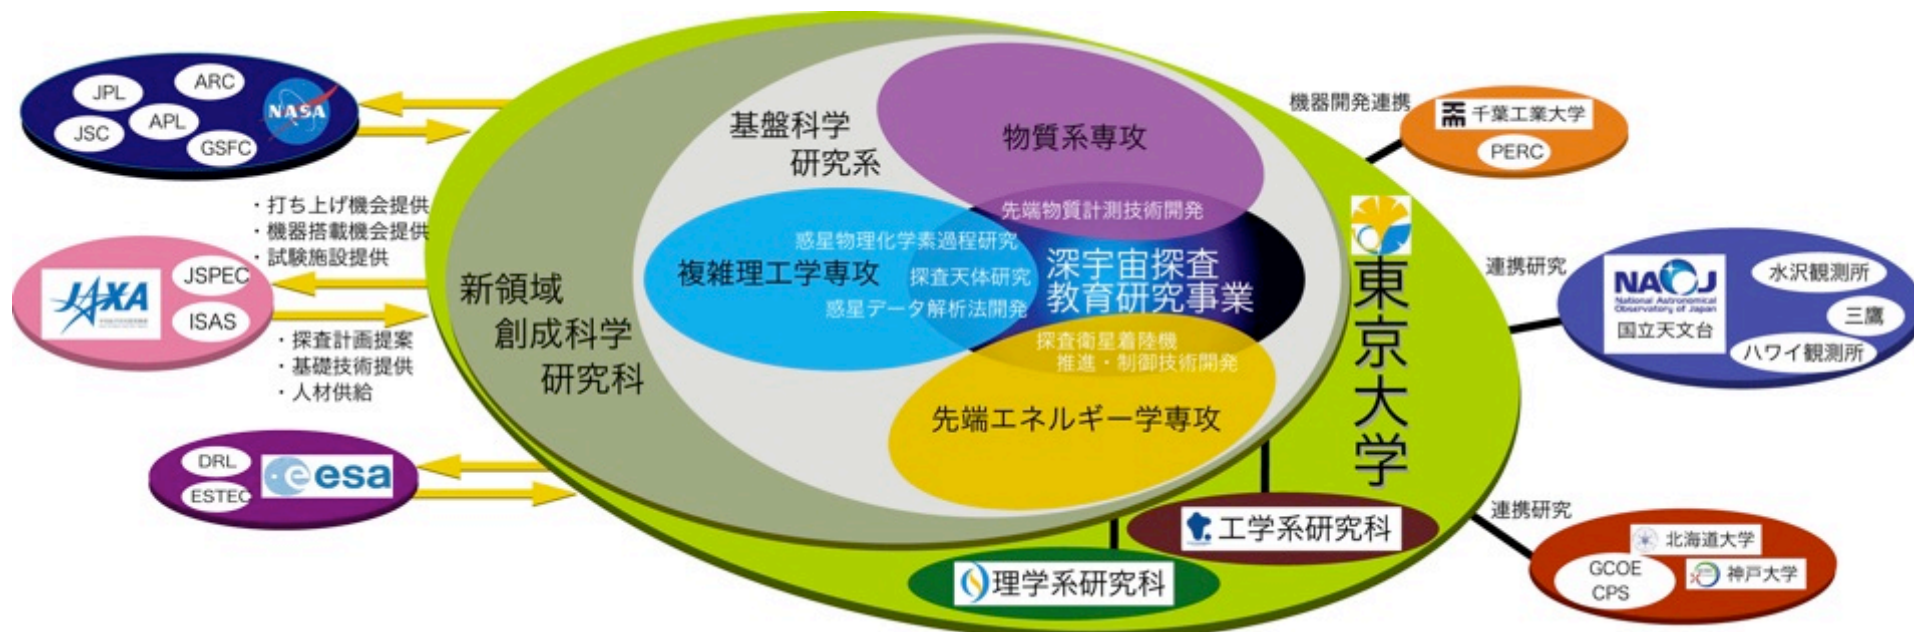 JPL
ARC
NASA
JSC
APL
GSFC
・打ち上げ機会提供
・機器搭載機会提供
・試験施設提供
JAXA
JSPEC
ISAS
・探査計画提案
・基礎技術提供
・人材供給
DRL
ESTEC
esa
新領域
創成科学
研究科
基盤科学
研究系
物質系専攻
先端物質計測技術開発
惑星物理化学素過程研究
複雑理工学専攻
探査天体研究
惑星データ解析法開発
深宇宙探査
教育研究事業
探査衛星着陸機
推進・制御技術開発
先端エネルギー学専攻
東京大学
工学系研究科
理学系研究科
機器開発連携
千葉工業大学
PERC
連携研究
NAOJ
National Astronomical
Observatory of Japan
国立天文台
水沢観測所
三鷹
ハワイ観測所
連携研究
北海道大学
GCOE
CPS
神戸大学